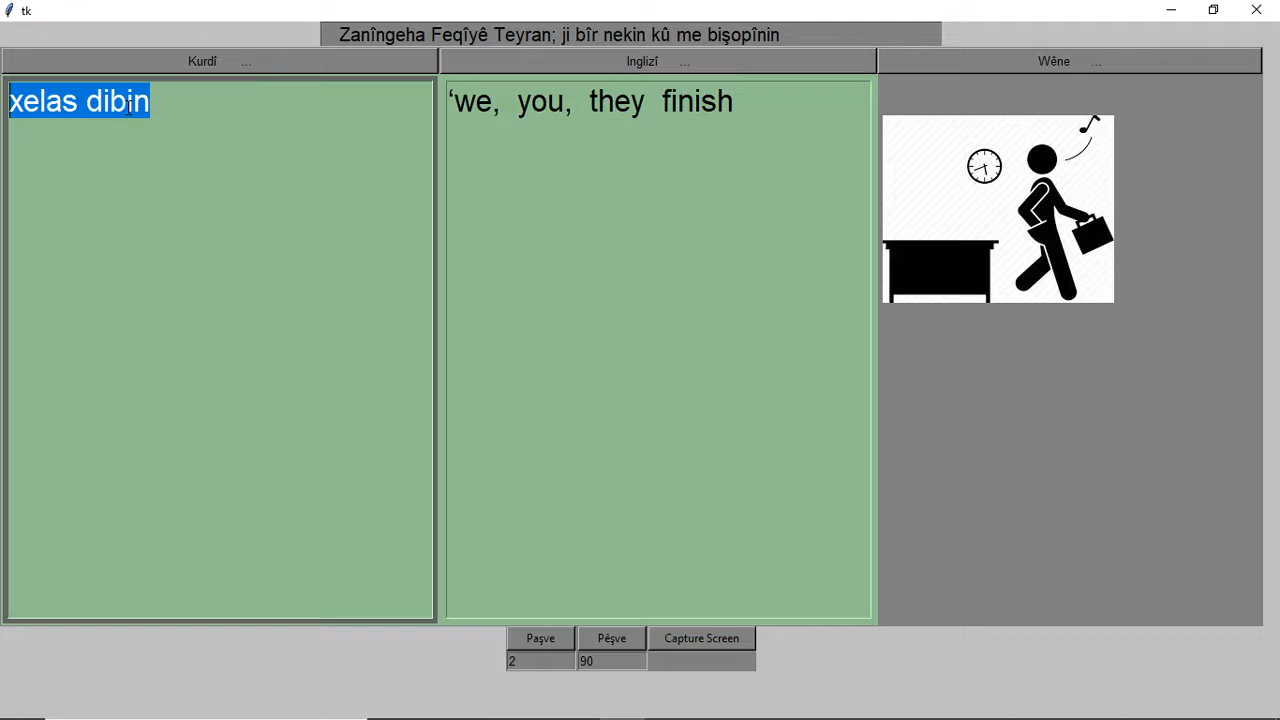 tk
Zanîngeha Feqîyê Teyran; ji bîr nekin kû me bişopînin
Kurdî ...
Inglizî ...
Wêne ...
xelas dibin
‘we, you, they finish
Paşve
Pêşve
Capture Screen
2
90